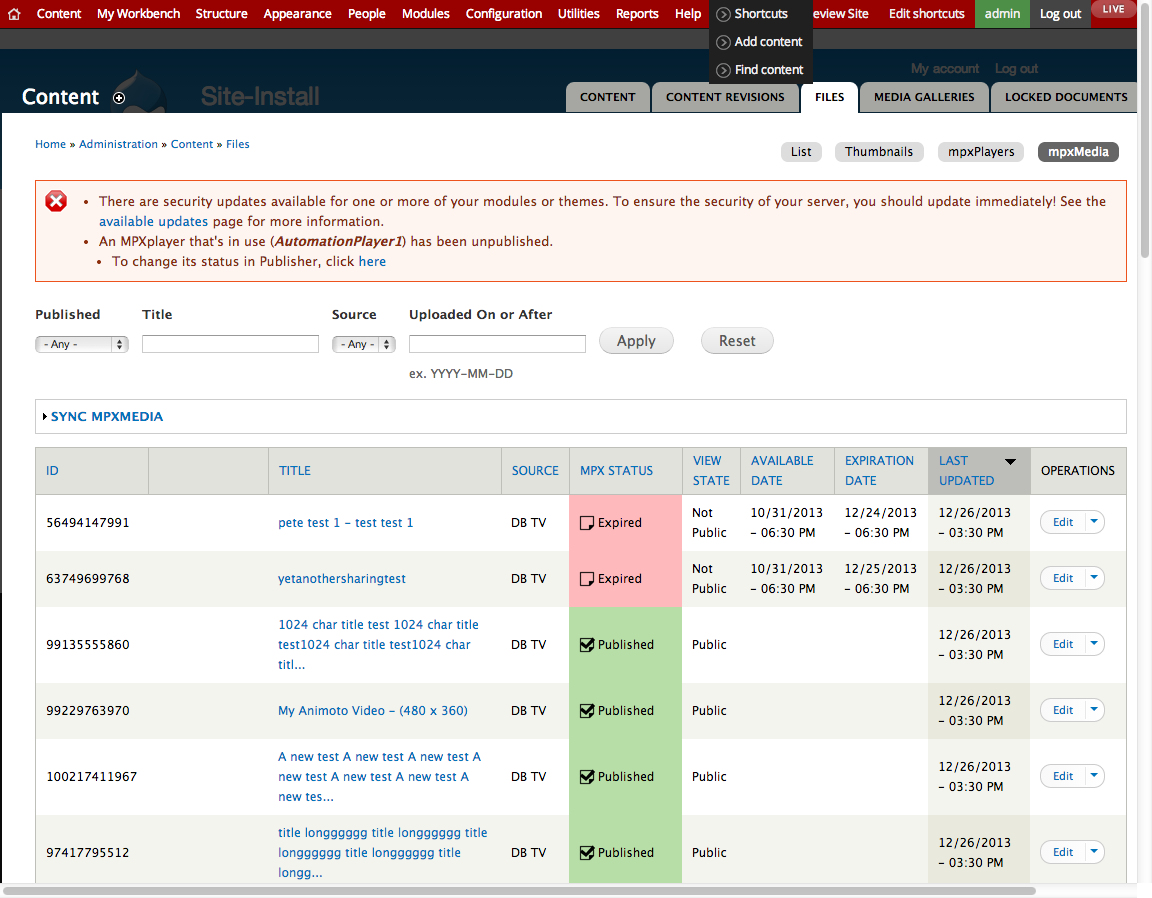 Content My Workbench Structure Appearance People Modules Configuration Utilities Reports Help Shortcuts eview Site Edit shortcuts admin Log out LIVE
Add content
Find content
My account Log out
Content Site-Install
CONTENT CONTENT REVISIONS FILES MEDIA GALLERIES LOCKED DOCUMENTS
Home » Administration » Content » Files
List Thumbnails mpxPlayers mpxMedia
• There are security updates available for one or more of your modules or themes. To ensure the security of your server, you should update immediately! See the
available updates page for more information.
• An MPXplayer that's in use (AutomationPlayer1) has been unpublished.
• To change its status in Publisher, click here
Published Title Source Uploaded On or After
- Any - - Any - Apply Reset
ex. YYYY-MM-DD
SYNC MPXMEDIA
ID TITLE SOURCE MPX STATUS VIEW STATE AVAILABLE DATE EXPIRATION DATE LAST UPDATED OPERATIONS
56494147991 pete test 1 - test test 1 DB TV Expired Not Public 10/31/2013 - 06:30 PM 12/24/2013 - 06:30 PM 12/26/2013 - 03:30 PM Edit
63749699768 yetanothersharingtest DB TV Expired Not Public 10/31/2013 - 06:30 PM 12/25/2013 - 06:30 PM 12/26/2013 - 03:30 PM Edit
99135555860 1024 char title test 1024 char title test1024 char title test1024 char titl... DB TV Published Public 12/26/2013 - 03:30 PM Edit
99229763970 My Animoto Video - (480 x 360) DB TV Published Public 12/26/2013 - 03:30 PM Edit
100217411967 A new test A new test A new test A new test A new test A new test A new tes... DB TV Published Public 12/26/2013 - 03:30 PM Edit
97417795512 title longggggg title longggggg title longggggg title longggggg title longg... DB TV Published Public 12/26/2013 - 03:30 PM Edit